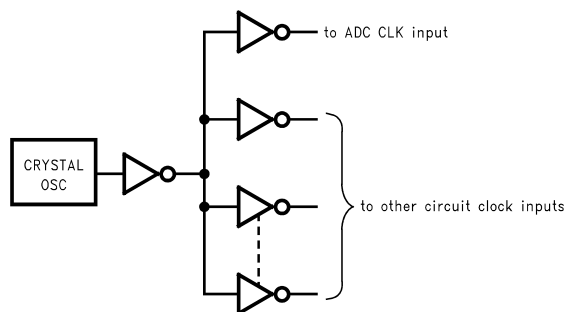 to ADC CLK input
CRYSTAL
OSC
to other circuit clock inputs